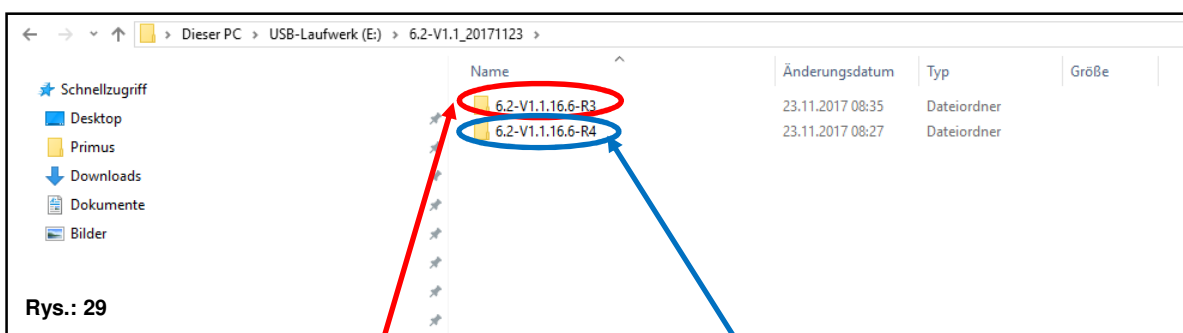 Dieser PC > USB-Laufwerk (E:) > 6.2-V1.1_20171123 >
Name Änderungsdatum Typ Größe
Schnellzugriff
Desktop
Primus
Downloads
Dokumente
Bilder
6.2-V1.1.16.6-R3 23.11.2017 08:35 Dateiordner
6.2-V1.1.16.6-R4 23.11.2017 08:27 Dateiordner
Rys.: 29